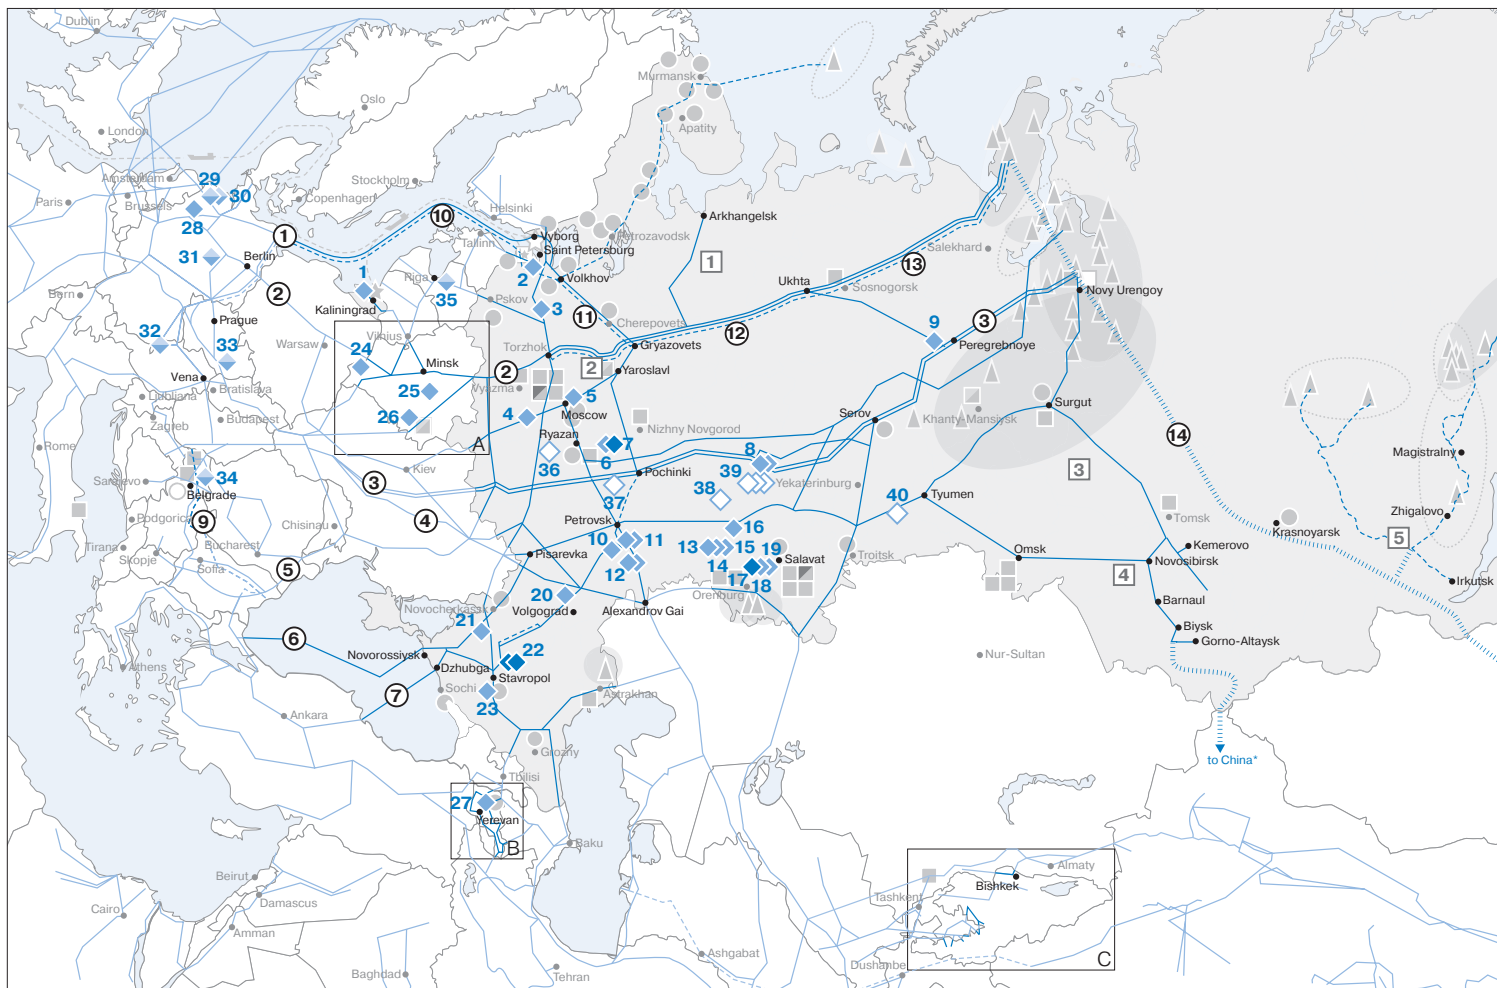 Dublin
Oslo
Murmansk
Apatity
London
Amsterdam
29
30
Stockholm
Paris
Brussels
28
Copenhagen
Helsinki
10
Arkhangelsk
1
Tallinn
Vyborg
Petrozavodsk
Saint Petersburg
31
Berlin
1
2
Volkhov
1
Salekhard
13
Riga
35
Ukhta
Sosnogorsk
Novy Urengoy
Bern
2
Kaliningrad
Pskov
3
11
Cherepovets
12
9
3
Peregrebnoye
Prague
Vilnius
32
33
Warsaw
24
Minsk
Torzhok
Gryazovets
2
2
Yaroslavl
Vena
Bratislava
25
Vyazma
5
Moscow
Ljubljana
Zagreb
Budapest
26
4
Serov
Khanty-Mansiysk
Surgut
14
Rome
A
Ryazan
6
7
Nizhny Novgorod
8
36
Magistralny
Kiev
Pochinki
39
Yekaterinburg
3
Sarajevo
34
Belgrade
3
37
38
40
Tyumen
Podgorica
9
Chisinau
4
Petrovsk
16
Tomsk
Zhigalovo
Krasnoyarsk
5
Tirana
Skopje
Bucharest
Sofia
5
Pisarevka
10
11
12
13
15
14
19
Salavat
Troitsk
17
18
Orenburg
Omsk
Kemerovo
Novosibirsk
4
Irkutsk
Novocherkassk
20
Volgograd
Alexandrov Gai
Barnaul
21
6
Biysk
Gorno-Altaysk
Athens
Novorossiysk
Dzhubga
22
Stavropol
Nur-Sultan
Sochi
7
23
Astrakhan
Ankara
Grozny
to China*
Tbilisi
27
Yerevan
B
Baku
Beirut
Damascus
Almaty
Bishkek
Tashkent
Cairo
Amman
Baghdad
Tehran
Ashgabat
Dushanbe
C